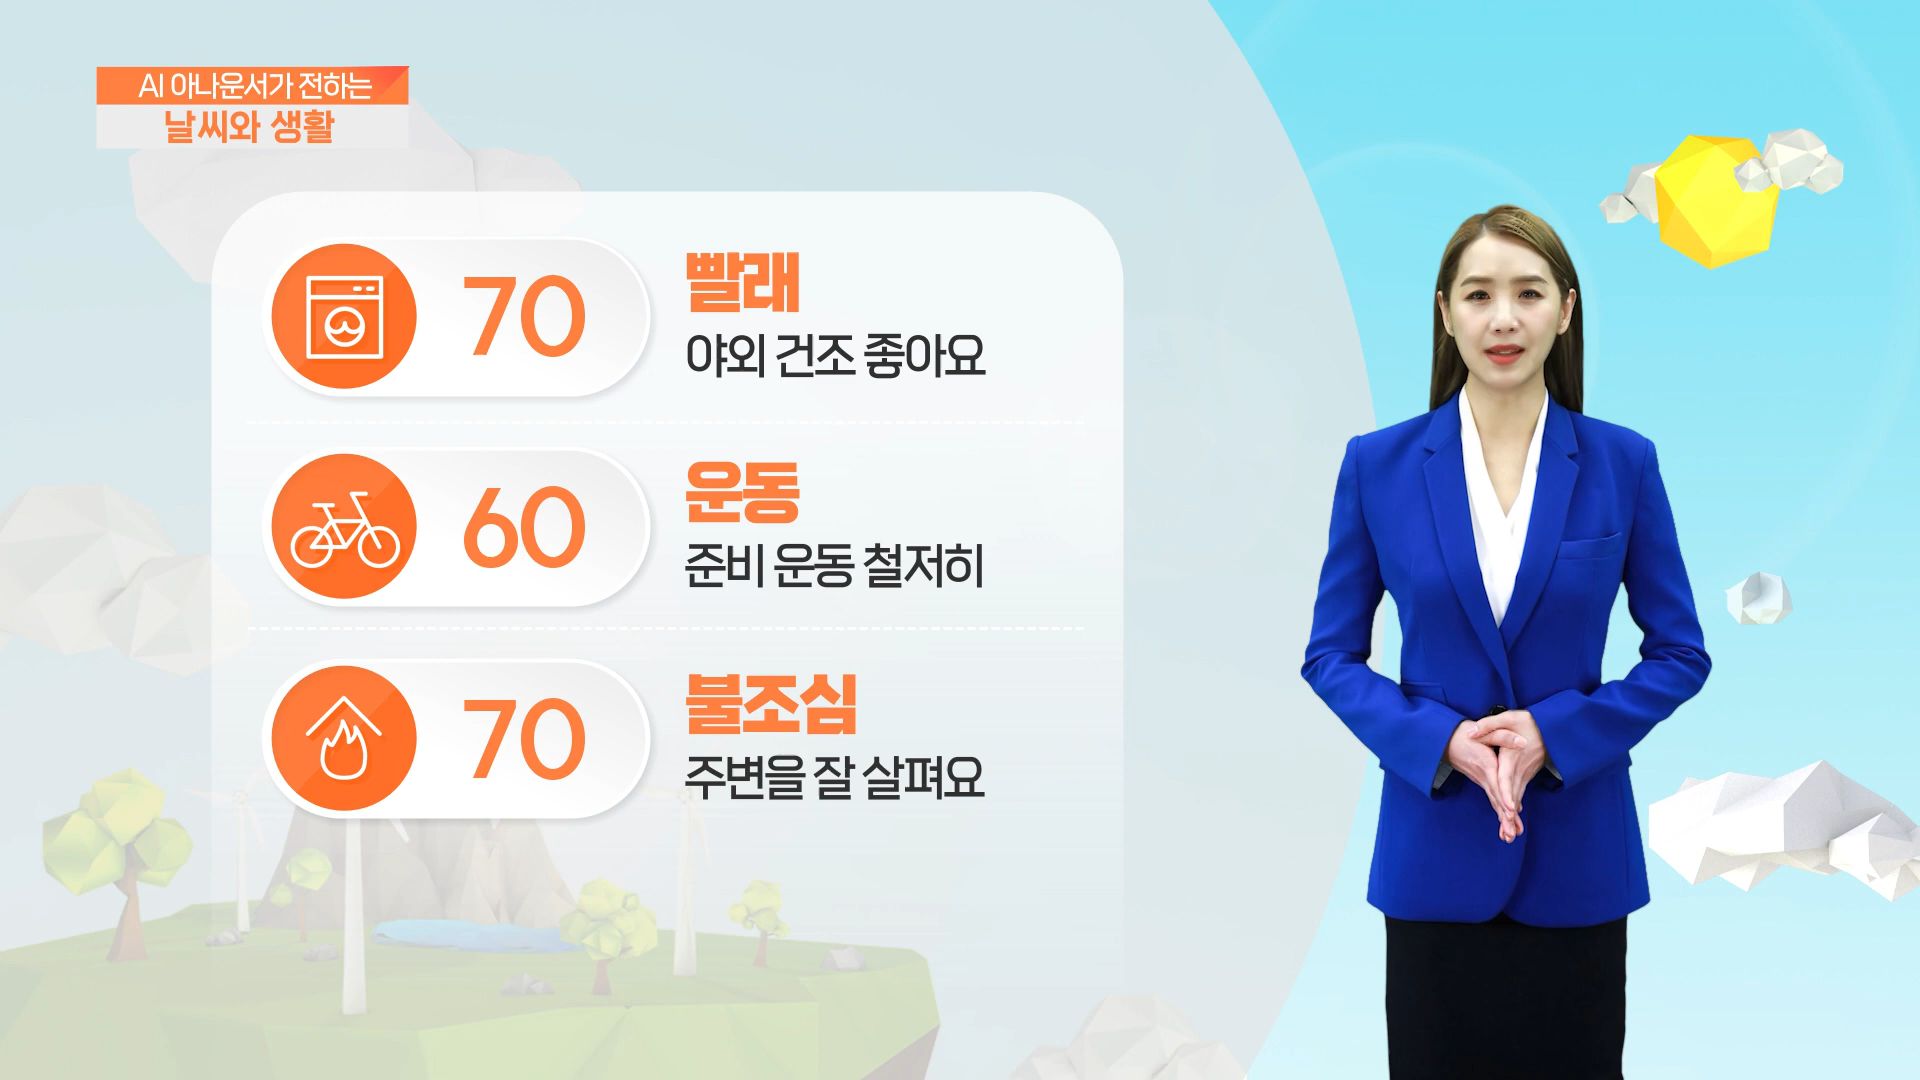 AI 아나운서가 전하는
날씨와 생활
70
빨래
야외 건조 좋아요
60
운동
준비 운동 철저히
70
불조심
주변을 잘 살펴요